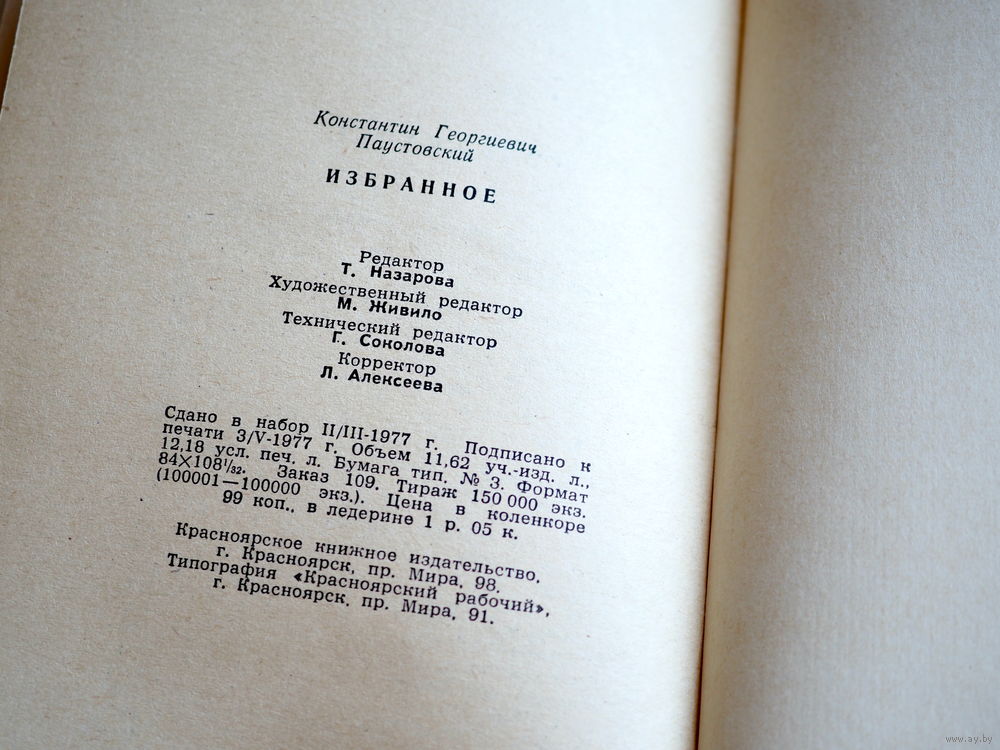 Константин Георгиевич
Паустовский
ИЗБРАННОЕ
Редактор
Т. Назарова
Художественный редактор
М. Живило
Технический редактор
Г. Соколова
Корректор
Л. Алексеева
Сдано в набор II/III-1977 г. Подписано к
печати 3/V-1977 г. Объем 11,62 уч.-изд. л.,
12,18 усл. печ. л. Бумага тип. № 3. Формат
84×108¹/₃₂. Заказ 109. Тираж 150 000 экз.
(100001—100000 экз.). Цена в коленкоре
99 коп., в ледерине 1 р. 05 к.
Красноярское книжное издательство,
г. Красноярск, пр. Мира, 98.
Типография «Красноярский рабочий»,
г. Красноярск, пр. Мира, 91.
www.ay.by